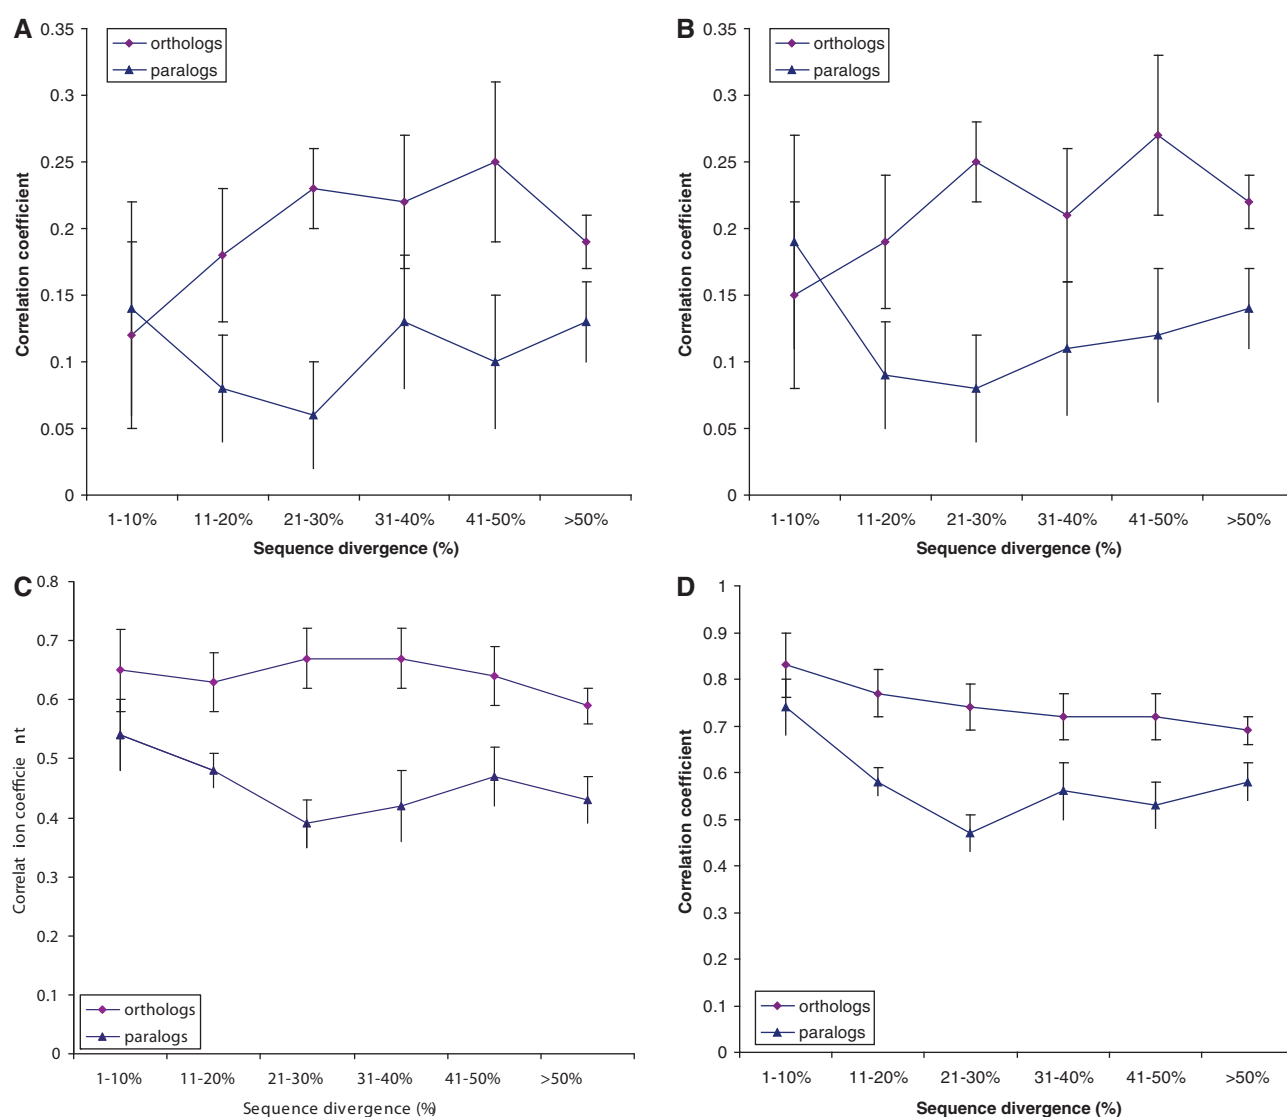 A
0.35
0.3
0.25
0.2
0.15
0.1
0.05
0
Correlation coefficient
orthologs
paralogs
1-10% 11-20% 21-30% 31-40% 41-50% >50%
Sequence divergence (%)
B
0.35
0.3
0.25
0.2
0.15
0.1
0.05
0
Correlation coefficient
orthologs
paralogs
1-10% 11-20% 21-30% 31-40% 41-50% >50%
Sequence divergence (%)
C
0.8
0.7
0.6
0.5
0.4
0.3
0.2
0.1
0
Correlat ion coefficie nt
orthologs
paralogs
1-10% 11-20% 21-30% 31-40% 41-50% >50%
Sequence divergence (%)
D
1
0.9
0.8
0.7
0.6
0.5
0.4
0.3
0.2
0.1
0
Correlation coefficient
orthologs
paralogs
1-10% 11-20% 21-30% 31-40% 41-50% >50%
Sequence divergence (%)